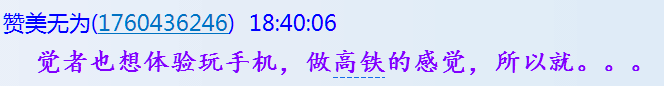 赞美无为(1760436246) 18:40:06
觉者也想体验玩手机，做高铁的感觉，所以就。。。